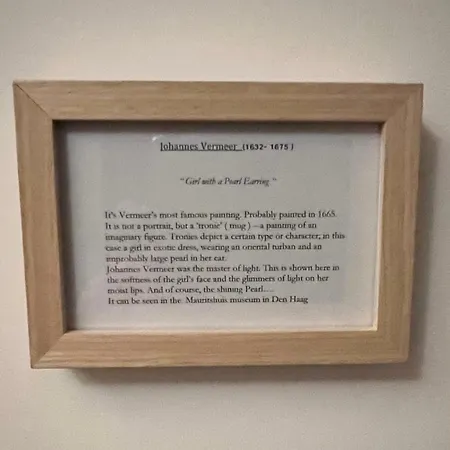 Johannes Vermeer (1632- 1675 )
"Girl with a Pearl Earring "
It's Vermeer's most famous painting. Probably painted in 1665.
It is not a portrait, but a 'tronie' ( mug ) – a painting of an
imaginary figure. Tronies depict a certain type or character; in this
case a girl in exotic dress, wearing an oriental turban and an
improbably large pearl in her ear.
Johannes Vermeer was the master of light. This is shown here in
the softness of the girl's face and the glimmers of light on her
moist lips. And of course, the shining Pearl....
It can be seen in the Mauritshuis museum in Den Haag